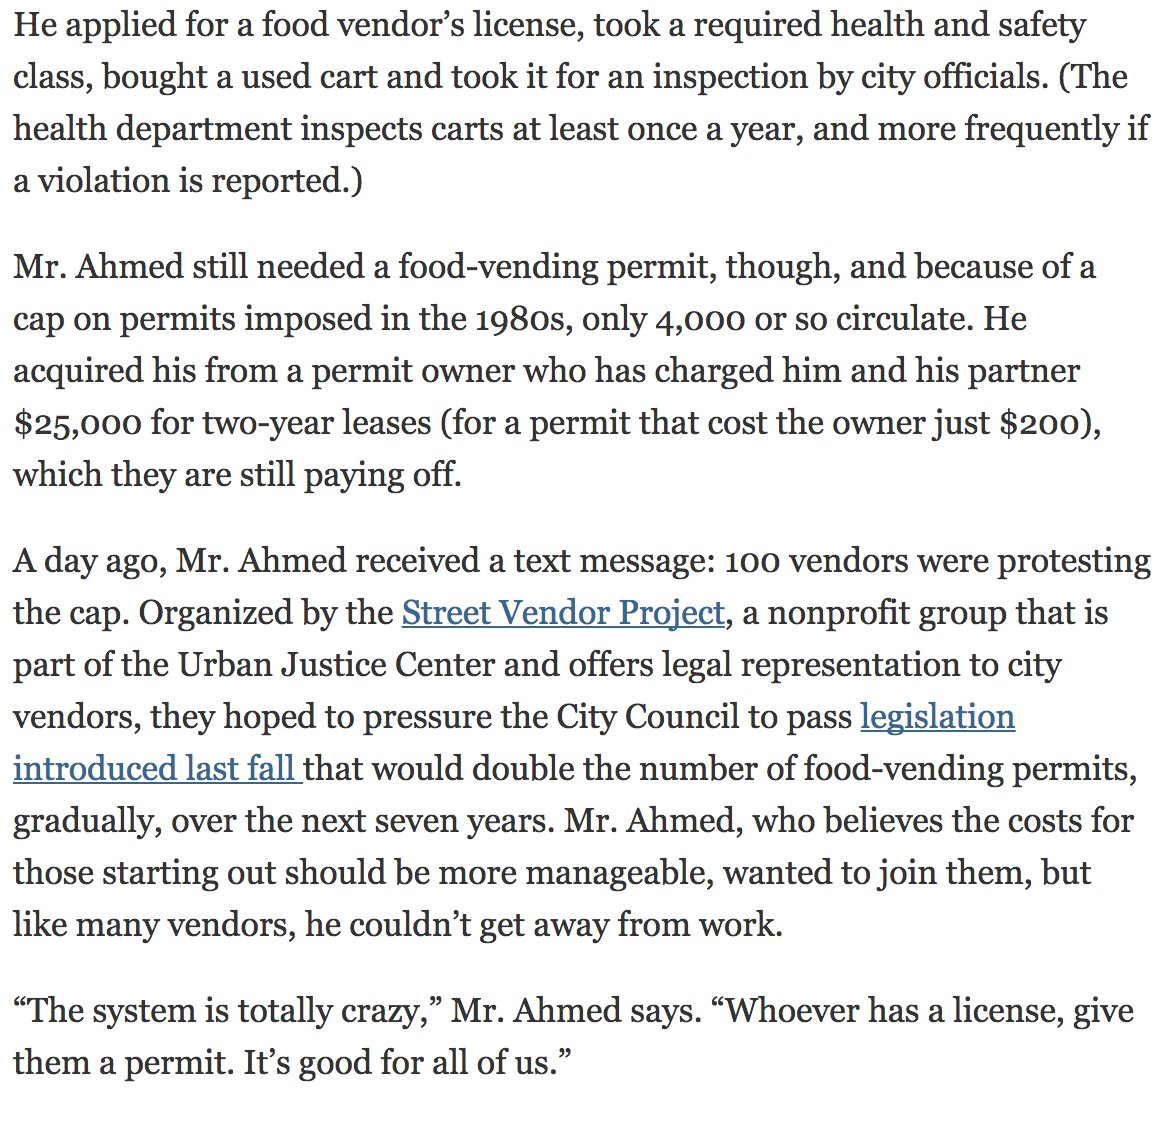 He applied for a food vendor’s license, took a required health and safety
class, bought a used cart and took it for an inspection by city officials. (The
health department inspects carts at least once a year, and more frequently if
a violation is reported.)
Mr. Ahmed still needed a food-vending permit, though, and because of a
cap on permits imposed in the 1980s, only 4,000 or so circulate. He
acquired his from a permit owner who has charged him and his partner
$25,000 for two-year leases (for a permit that cost the owner just $200),
which they are still paying off.
A day ago, Mr. Ahmed received a text message: 100 vendors were protesting
the cap. Organized by the Street Vendor Project, a nonprofit group that is
part of the Urban Justice Center and offers legal representation to city
vendors, they hoped to pressure the City Council to pass legislation
introduced last fall that would double the number of food-vending permits,
gradually, over the next seven years. Mr. Ahmed, who believes the costs for
those starting out should be more manageable, wanted to join them, but
like many vendors, he couldn’t get away from work.
“The system is totally crazy,” Mr. Ahmed says. “Whoever has a license, give
them a permit. It’s good for all of us.”